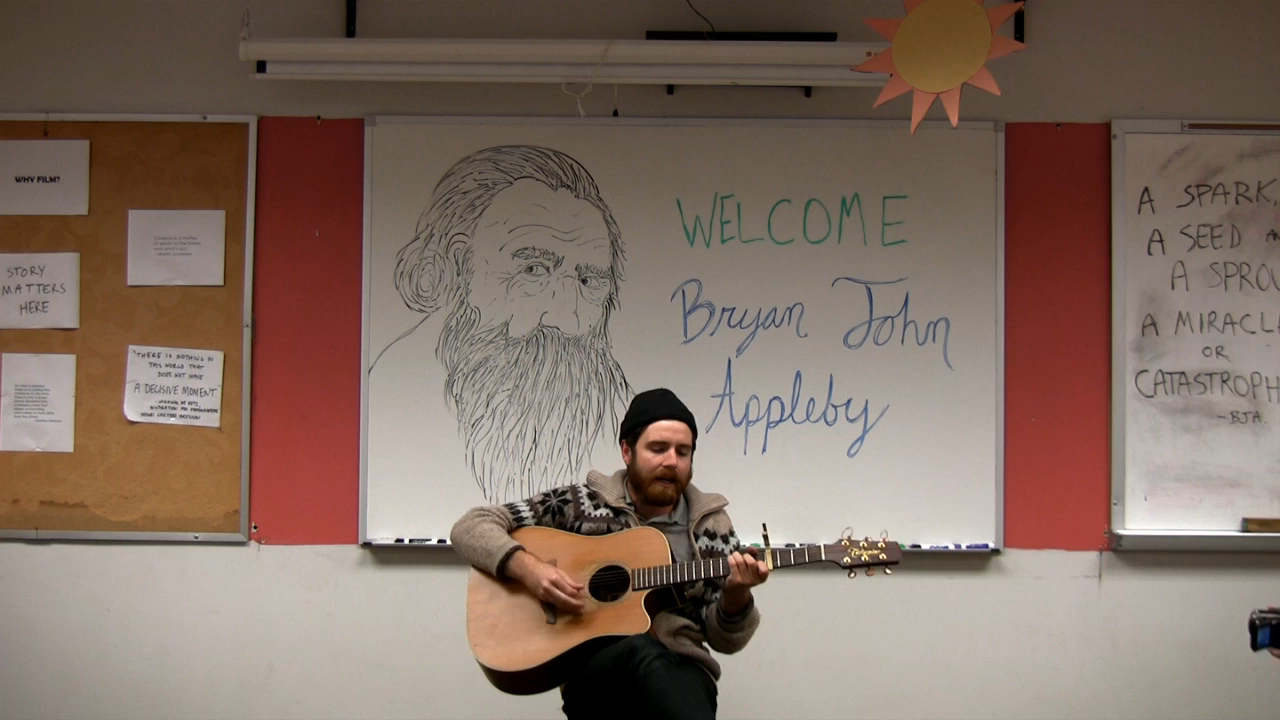 WHY FILM?
STORY
MATTERS
HERE
"THERE IS NOTHING IN
THIS WORLD THAT
DOES NOT HAVE
A DECISIVE MOMENT"
WELCOME
Bryan John
Appleby
A SPARK,
A SEED
A SPROU
A MIRACL
OR
CATASTROPH
-BJA.